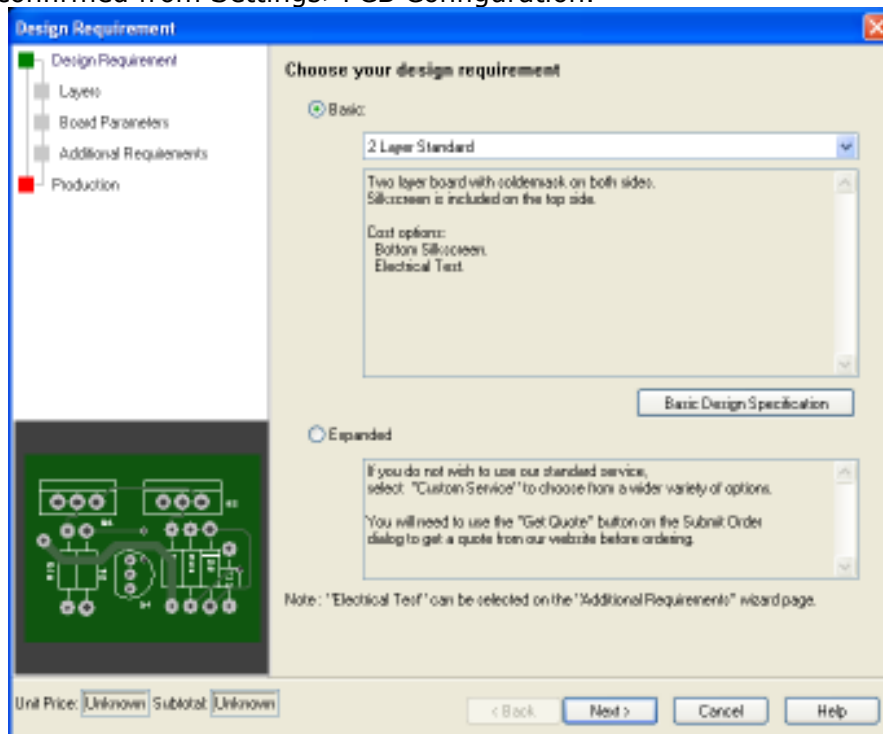 confirmed from Settings> PCB Configuration.
Design Requirement
Design Requirement
Layers
Board Parameters
Additional Requirements
Production
Choose your design requirement
Basic:
2 Layer Standard
Two layer board with soldermask on both sides.
Silkscreen is included on the top side.
Cost options:
Bottom Silkscreen.
Electrical Test.
Basic Design Specification
Expanded
If you do not wish to use our standard service,
select "Custom Service" to choose from a wider variety of options.
You will need to use the "Get Quote" button on the Submit Order
dialog to get a quote from our website before ordering.
Note : "Electrical Test" can be selected on the "Additional Requirements" wizard page.
Unit Price: Unknown Subtotal: Unknown
< Back Next > Cancel Help